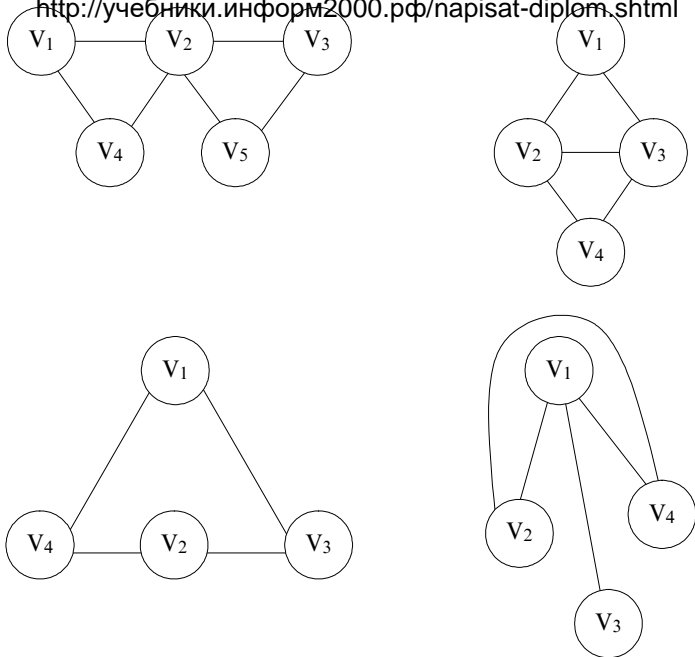 http://учебники.информ2000.рф/napisat-diplom.shtml
V1 V2 V3
V4 V5
V1
V2 V3
V4
V1
V4 V2 V3
V1
V2 V4
V3